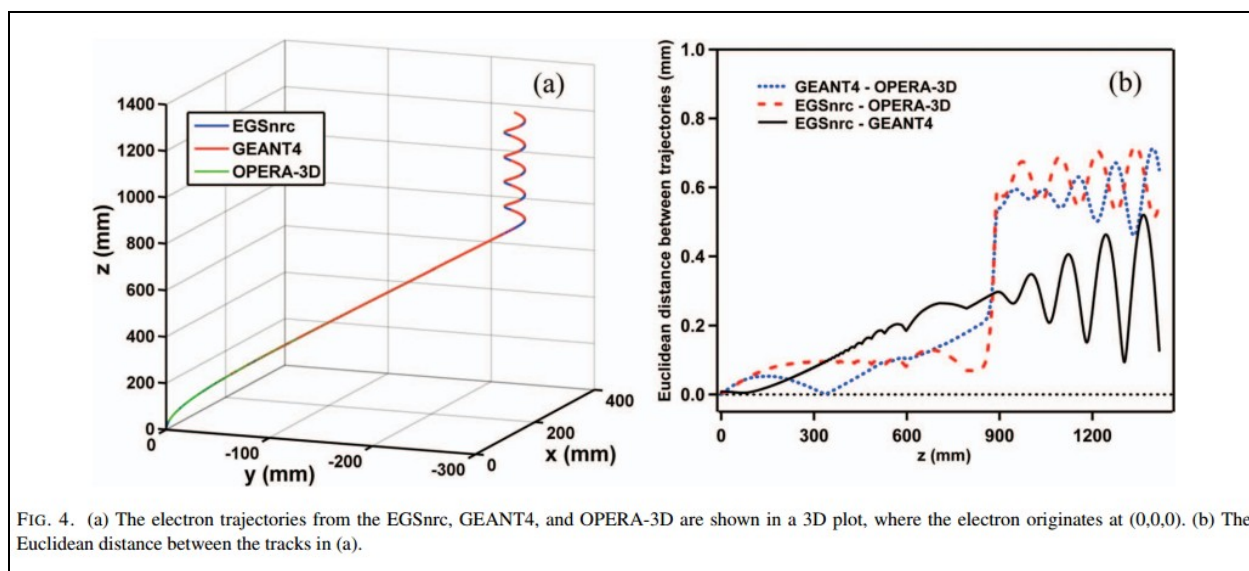 (a)
1400
1200
1000
800
600
400
200
0
z (mm)
EGSnrc
GEANT4
OPERA-3D
0
-100
-200
-300
y (mm)
0
200
400
x (mm)
(b)
1.0
0.8
0.6
0.4
0.2
0.0
Euclidean distance between trajectories (mm)
GEANT4 - OPERA-3D
EGSnrc - OPERA-3D
EGSnrc - GEANT4
0
300
600
900
1200
z (mm)
FIG. 4. (a) The electron trajectories from the EGSnrc, GEANT4, and OPERA-3D are shown in a 3D plot, where the electron originates at (0,0,0). (b) The
Euclidean distance between the tracks in (a).